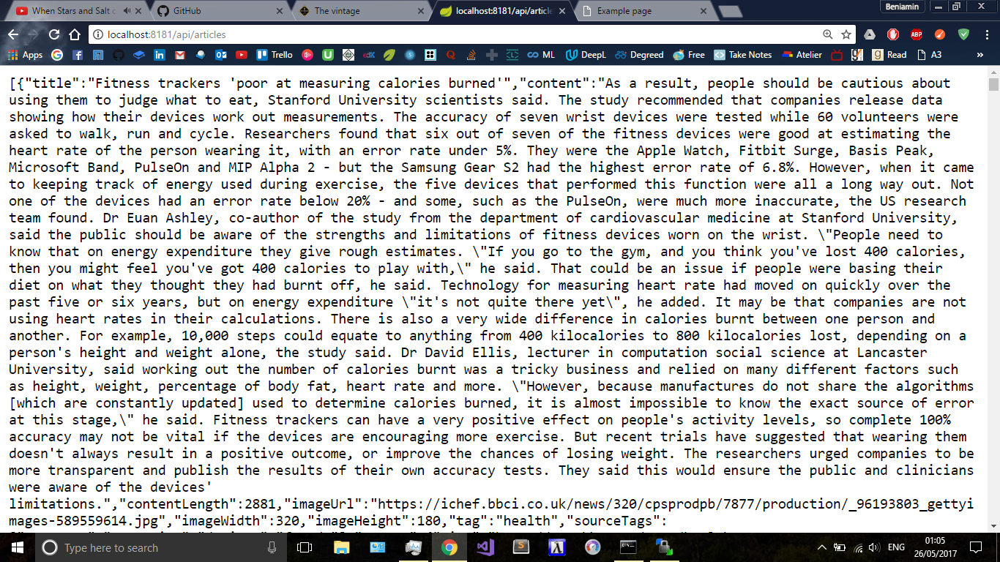 When Stars and Salt c
GitHub
The vintage
localhost:8181/api/article
Example page
Beniamin
localhost:8181/api/articles
Apps
Trello
ML
DeepL
Degreed
Free
Take Notes
Atelier
Read
A3
[{"title":"Fitness trackers 'poor at measuring calories burned'","content":"As a result, people should be cautious about
using them to judge what to eat, Stanford University scientists said. The study recommended that companies release data
showing how their devices work out measurements. The accuracy of seven wrist devices were tested while 60 volunteers were
asked to walk, run and cycle. Researchers found that six out of seven of the fitness devices were good at estimating the
heart rate of the person wearing it, with an error rate under 5%. They were the Apple Watch, Fitbit Surge, Basis Peak,
Microsoft Band, PulseOn and MIP Alpha 2 - but the Samsung Gear S2 had the highest error rate of 6.8%. However, when it came
to keeping track of energy used during exercise, the five devices that performed this function were all a long way out. Not
one of the devices had an error rate below 20% - and some, such as the PulseOn, were much more inaccurate, the US research
team found. Dr Euan Ashley, co-author of the study from the department of cardiovascular medicine at Stanford University,
said the public should be aware of the strengths and limitations of fitness devices worn on the wrist. \"People need to
know that on energy expenditure they give rough estimates. \"If you go to the gym, and you think you've lost 400 calories,
then you might feel you've got 400 calories to play with,\" he said. That could be an issue if people were basing their
diet on what they thought they had burnt off, he said. Technology for measuring heart rate had moved on quickly over the
past five or six years, but on energy expenditure \"it's not quite there yet\", he added. It may be that companies are not
using heart rates in their calculations. There is also a very wide difference in calories burnt between one person and
another. For example, 10,000 steps could equate to anything from 400 kilocalories to 800 kilocalories lost, depending on a
person's height and weight alone, the study said. Dr David Ellis, lecturer in computation social science at Lancaster
University, said working out the number of calories burnt was a tricky business and relied on many different factors such
as height, weight, percentage of body fat, heart rate and more. \"However, because manufactures do not share the algorithms
[which are constantly updated] used to determine calories burned, it is almost impossible to know the exact source of error
at this stage,\" he said. Fitness trackers can have a very positive effect on people's activity levels, so complete 100%
accuracy may not be vital if the devices are encouraging more exercise. But recent trials have suggested that wearing them
doesn't always result in a positive outcome, or improve the chances of losing weight. The researchers urged companies to be
more transparent and publish the results of their own accuracy tests. They said this would ensure the public and clinicians
were aware of the devices'
limitations.","contentLength":2881,"imageUrl":"https://ichef.bbci.co.uk/news/320/cpsprodpb/7877/production/_96193803_gettyi
mages-589559614.jpg","imageWidth":320,"imageHeight":180,"tag":"health","sourceTags":
Type here to search
ENG
01:05
26/05/2017